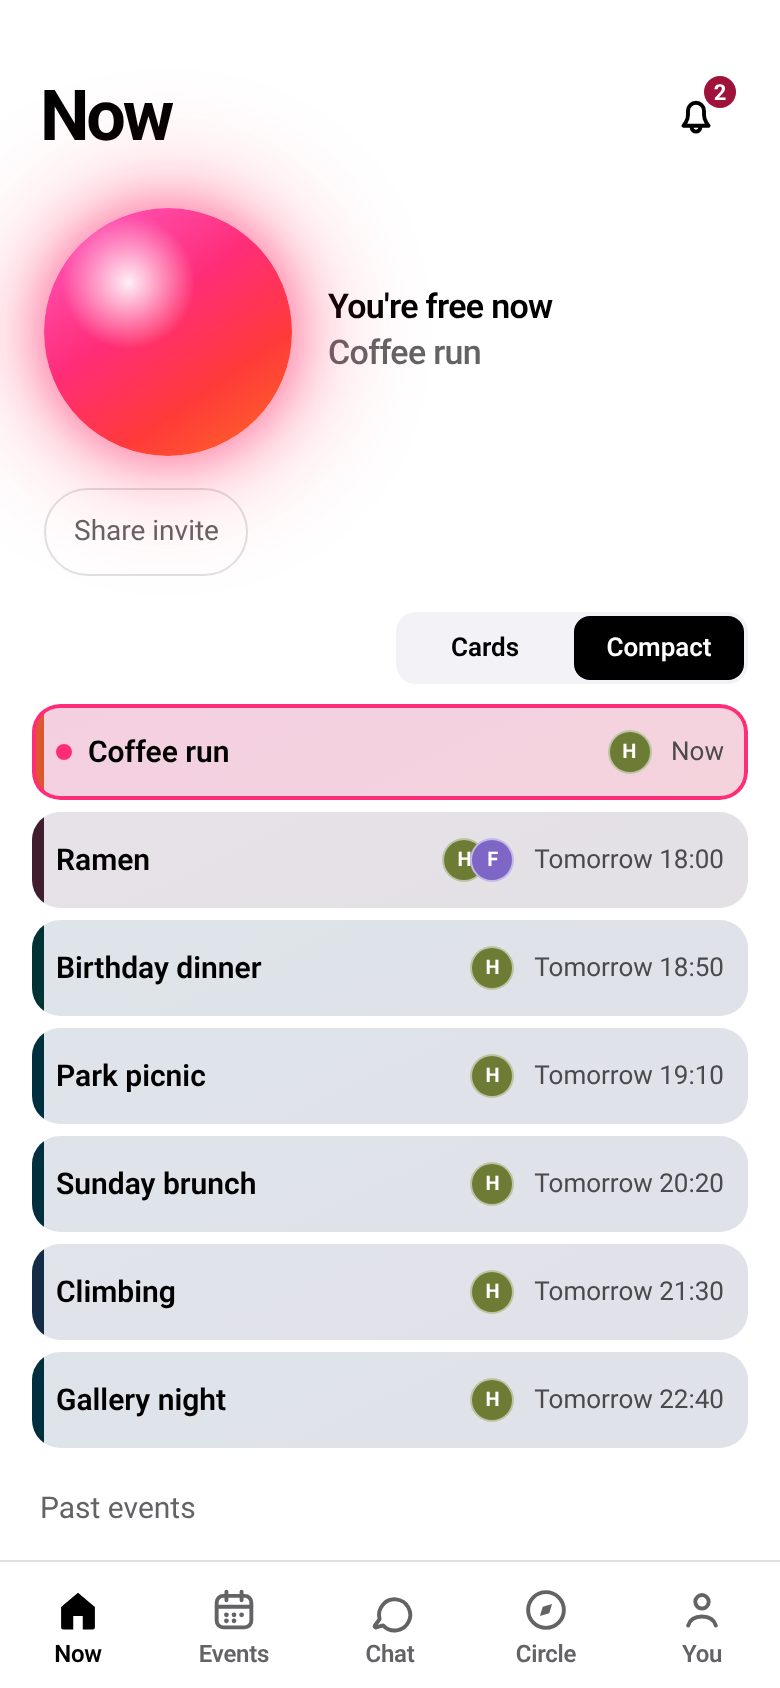 Now
2
You're free now
Coffee run
Share invite
Cards
Compact
Coffee run
H
Now
Ramen
H
F
Tomorrow 18:00
Birthday dinner
H
Tomorrow 18:50
Park picnic
H
Tomorrow 19:10
Sunday brunch
H
Tomorrow 20:20
Climbing
H
Tomorrow 21:30
Gallery night
H
Tomorrow 22:40
Past events
Now
Events
Chat
Circle
You